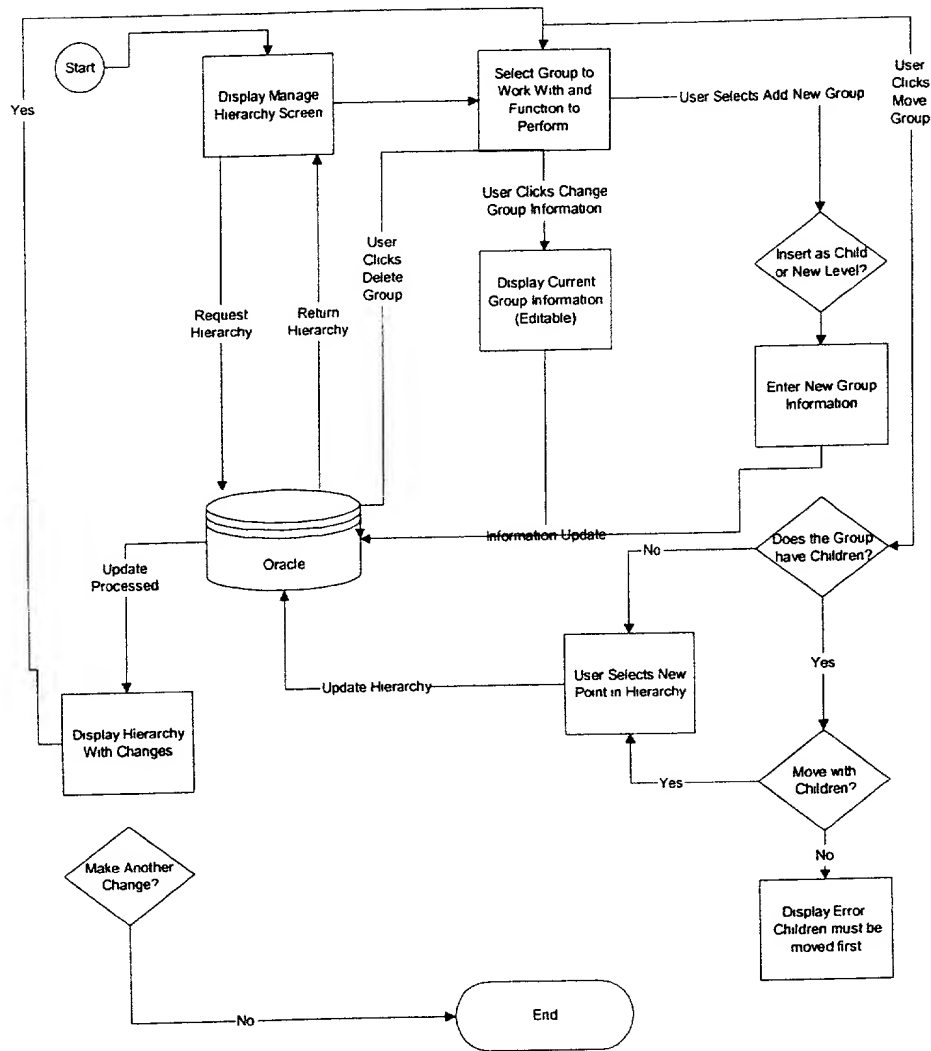 Start
Yes
Display Manage
Hierarchy Screen
Select Group to
Work With and
Function to
Perform
User Selects Add New Group
User
Clicks
Move
Group
User Clicks Change
Group Information
User
Clicks
Delete
Group
Insert as Child
or New Level?
Display Current
Group Information
(Editable)
Request
Hierarchy
Return
Hierarchy
Enter New Group
Information
Oracle
Information Update
Does the Group
have Children?
No
Update
Processed
Yes
User Selects New
Point in Hierarchy
Update Hierarchy
Display Hierarchy
With Changes
Move with
Children?
Yes
No
Make Another
Change?
Display Error
Children must be
moved first
No
End